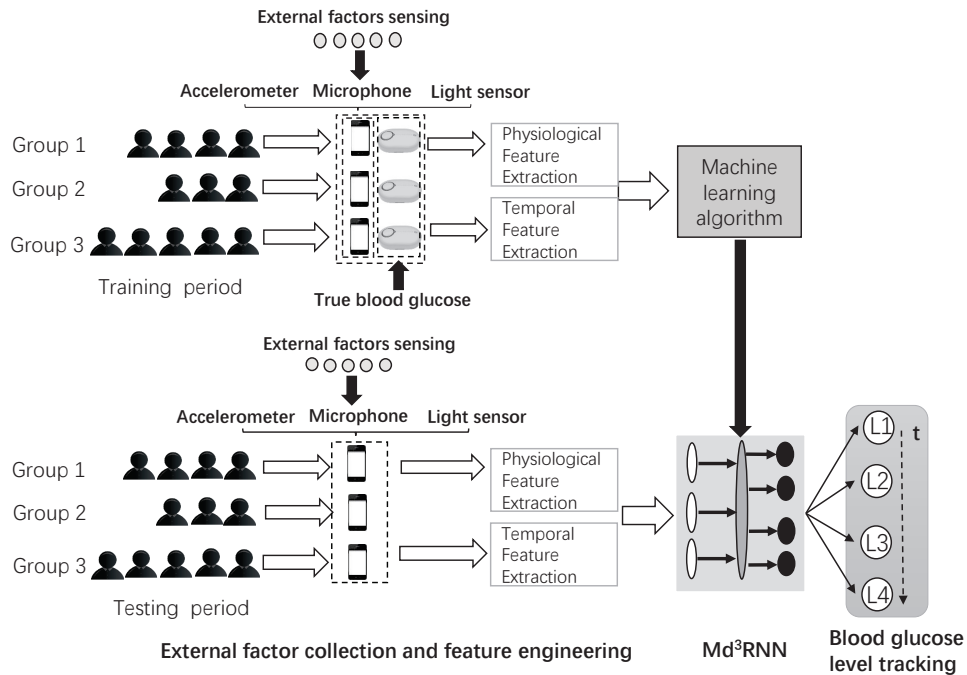 External factors sensing
Accelerometer Microphone Light sensor
Group 1
Group 2
Group 3
Training period
True blood glucose
Physiological
Feature
Extraction
Temporal
Feature
Extraction
Machine
learning
algorithm
External factors sensing
Accelerometer Microphone Light sensor
Group 1
Group 2
Group 3
Testing period
Physiological
Feature
Extraction
Temporal
Feature
Extraction
L1
t
L2
L3
L4
External factor collection and feature engineering
Md³RNN
Blood glucose
level tracking